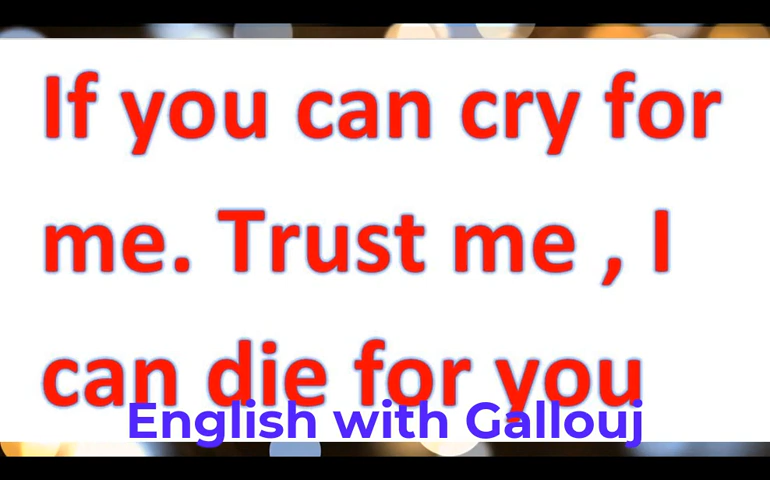 If you can cry for
me. Trust me , I
can die for you
English with Gallouj